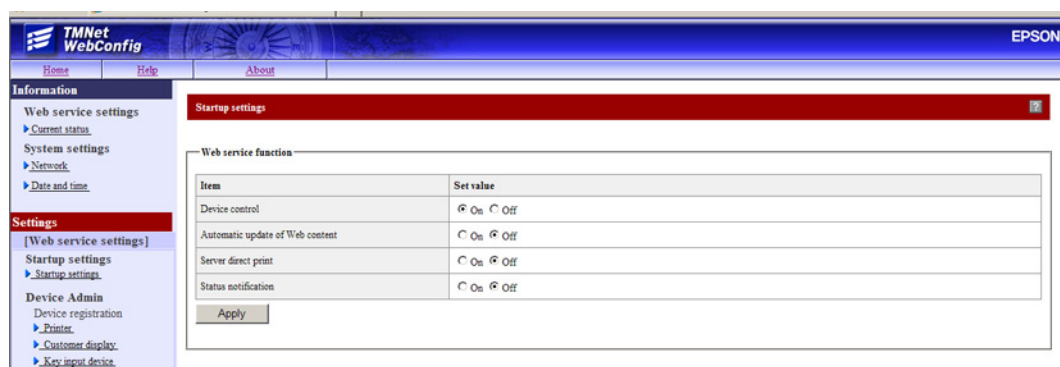 TMNet
WebConfig
EPSON
Home Help About
Information
Web service settings
Current status
System settings
Network
Date and time
Settings
[Web service settings]
Startup settings
Startup settings
Device Admin
Device registration
Printer
Customer display
Key input device
Startup settings ?
Web service function
Item Set value
Device control On Off
Automatic update of Web content On Off
Server direct print On Off
Status notification On Off
Apply